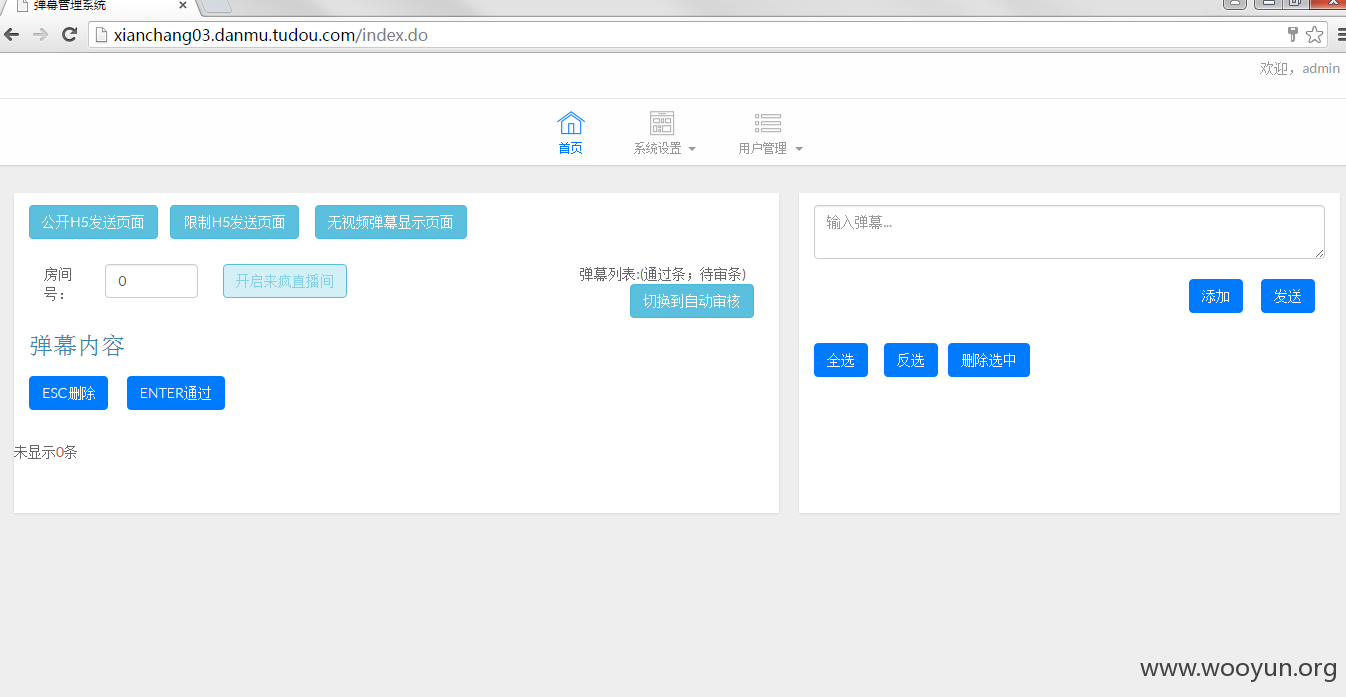 弹幕管理系统
xianchang03.danmu.tudou.com/index.do
欢迎，admin
首页 系统设置 用户管理
公开H5发送页面 限制H5发送页面 无视频弹幕显示页面
输入弹幕...
房间号： 0 开启来疯直播间 弹幕列表:(通过条；待审条)
切换到自动审核
添加 发送
弹幕内容
全选 反选 删除选中
ESC删除 ENTER通过
未显示0条
www.wooyun.org